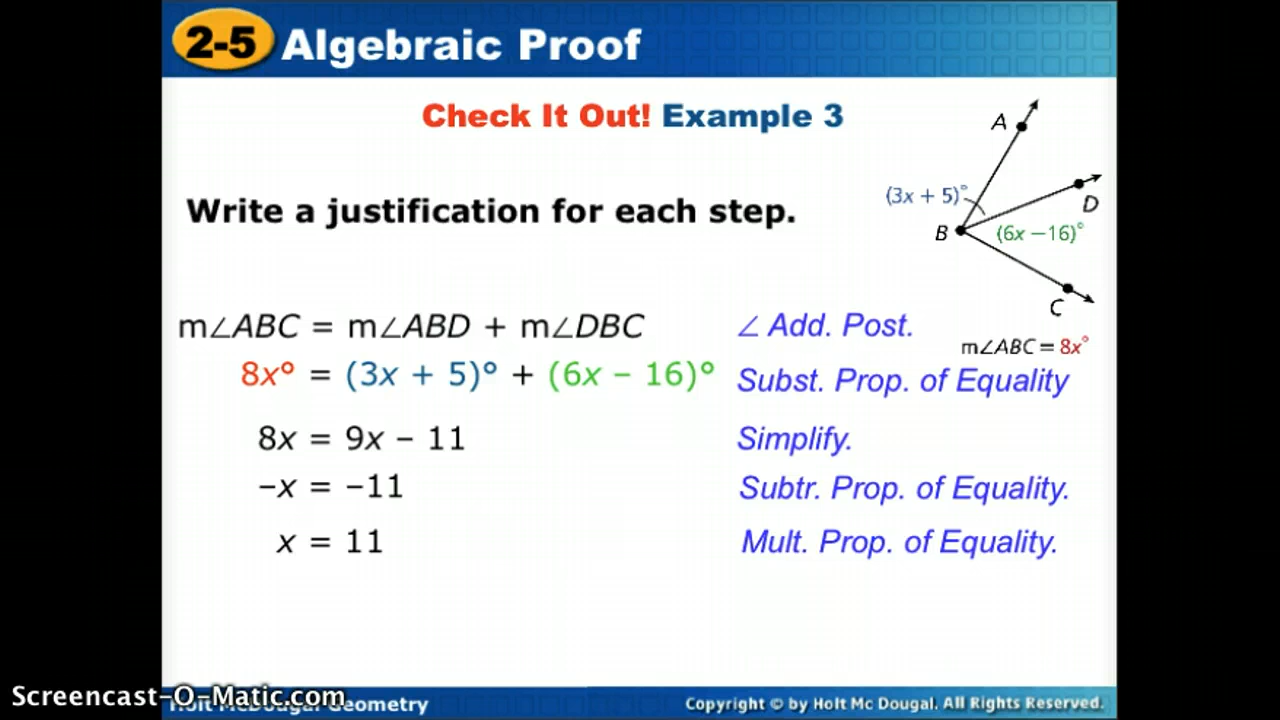 2-5 Algebraic Proof
Check It Out! Example 3
Write a justification for each step.
A
(3x + 5)°
D
B
(6x − 16)°
C
m∠ABC = 8x°
m∠ABC = m∠ABD + m∠DBC ∠ Add. Post.
8x° = (3x + 5)° + (6x − 16)° Subst. Prop. of Equality
8x = 9x − 11 Simplify.
−x = −11 Subtr. Prop. of Equality.
x = 11 Mult. Prop. of Equality.
Screencast-O-Matic.com
Holt McDougal Geometry
Copyright © by Holt Mc Dougal. All Rights Reserved.